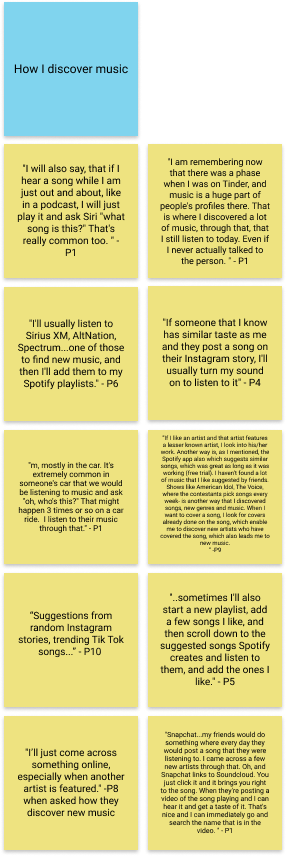 How I discover music
"I will also say, that if I
hear a song while I am
just out and about, like
in a podcast, I will just
play it and ask Siri "what
song is this?" That's
really common too. " -
P1
"I am remembering now
that there was a phase
when I was on Tinder, and
music is a huge part of
people's profiles there. That
is where I discovered a lot
of music, through that, that
I still listen to today. Even if
I never actually talked to
the person. " - P1
"I'll usually listen to
Sirius XM, AltNation,
Spectrum...one of those
to find new music, and
then I'll add them to my
Spotify playlists." - P6
"If someone that I know
has similar taste as me
and they post a song on
their Instagram story, I'll
usually turn my sound
on to listen to it" - P4
"m, mostly in the car. It's
extremely common in
someone's car that we would
be listening to music and ask
"oh, who's this?" That might
happen 3 times or so on a car
ride.  I listen to their music
through that." - P1
"If I like an artist and that artist features
a lesser known artist, I look into his/her
work. Another way is, as I mentioned, the
Spotify app also which suggests similar
songs, which was great as long as it was
working (free trial). I haven't found a lot
of music that I like suggested by friends.
Shows like American Idol, The Voice,
where the contestants pick songs every
week- is another way that I discovered
songs, new genres and music. When I
want to cover a song, I look for covers
already done on the song, which enable
me to discover new artists who have
covered the song, which also leads me to
new music.
" -P9
"Suggestions from
random Instagram
stories, trending Tik Tok
songs..." - P10
"..sometimes I'll also
start a new playlist, add
a few songs I like, and
then scroll down to the
suggested songs Spotify
creates and listen to
them, and add the ones I
like." - P5
"I'll just come across
something online,
especially when another
artist is featured." -P8
when asked how they
discover new music
"Snapchat...my friends would do
something where every day they
would post a song that they were
listening to. I came across a few
new artists through that. Oh, and
Snapchat links to Soundcloud. You
just click it and it brings you right
to the song. When they're posting a
video of the song playing and I can
hear it and get a taste of it. That's
nice and I can immediately go and
search the name that is in the
video. " - P1